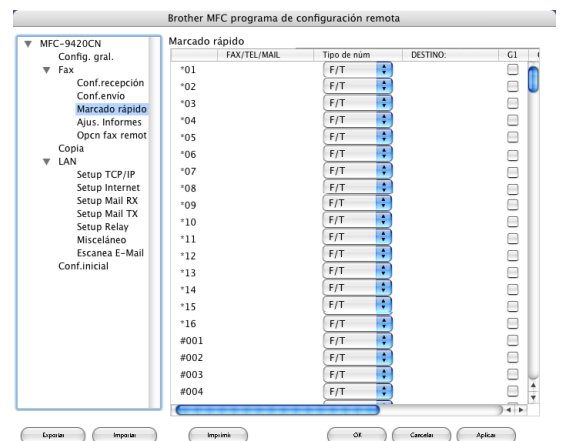 Brother MFC programa de configuración remota
MFC-9420CN
Config. gral.
Fax
Conf.recepción
Conf.envío
Marcado rápido
Ajus. Informes
Opcn fax remot
Copia
LAN
Setup TCP/IP
Setup Internet
Setup Mail RX
Setup Mail TX
Setup Relay
Misceláneo
Escanea E-Mail
Conf.inicial
Marcado rápido
FAX/TEL/MAIL Tipo de núm DESTINO: G1
*01 F/T
*02 F/T
*03 F/T
*04 F/T
*05 F/T
*06 F/T
*07 F/T
*08 F/T
*09 F/T
*10 F/T
*11 F/T
*12 F/T
*13 F/T
*14 F/T
*15 F/T
*16 F/T
#001 F/T
#002 F/T
#003 F/T
#004 F/T
Exportar Importar Imprimir OK Cancelar Aplicar